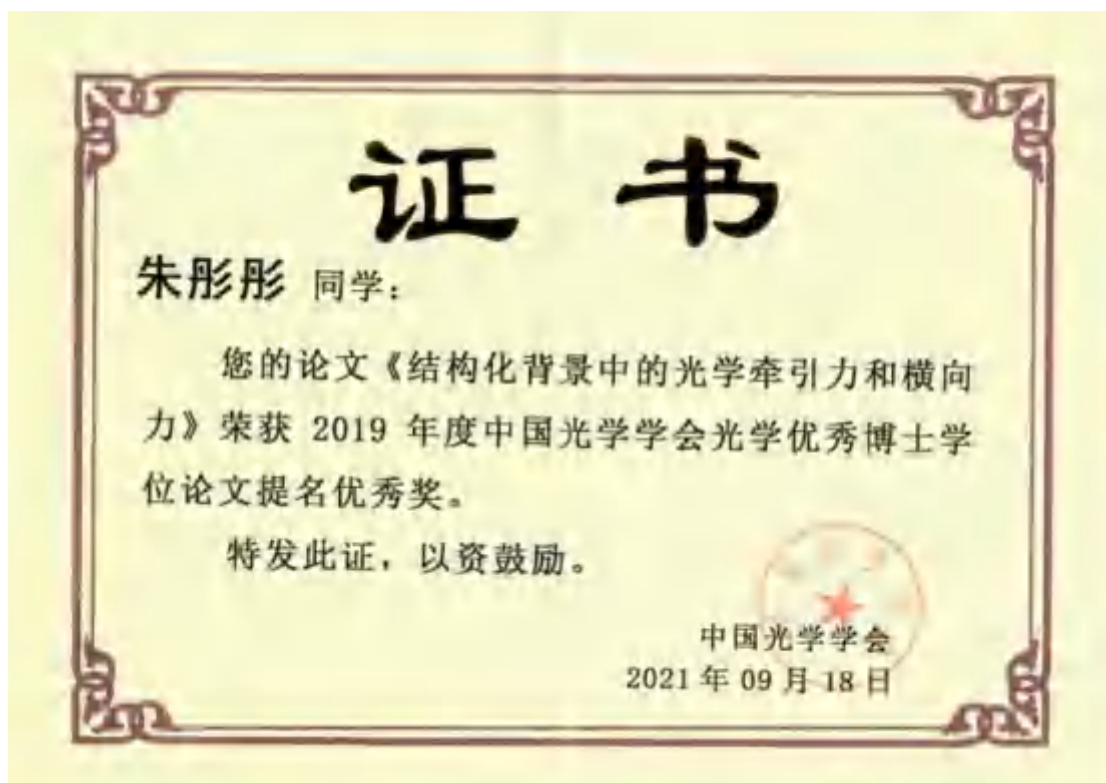 证 书
朱彤彤 同学：
您的论文《结构化背景中的光学牵引力和横向
力》荣获 2019 年度中国光学学会光学优秀博士学
位论文提名优秀奖。
特发此证，以资鼓励。
中国光学学会
2021 年 09 月 18 日